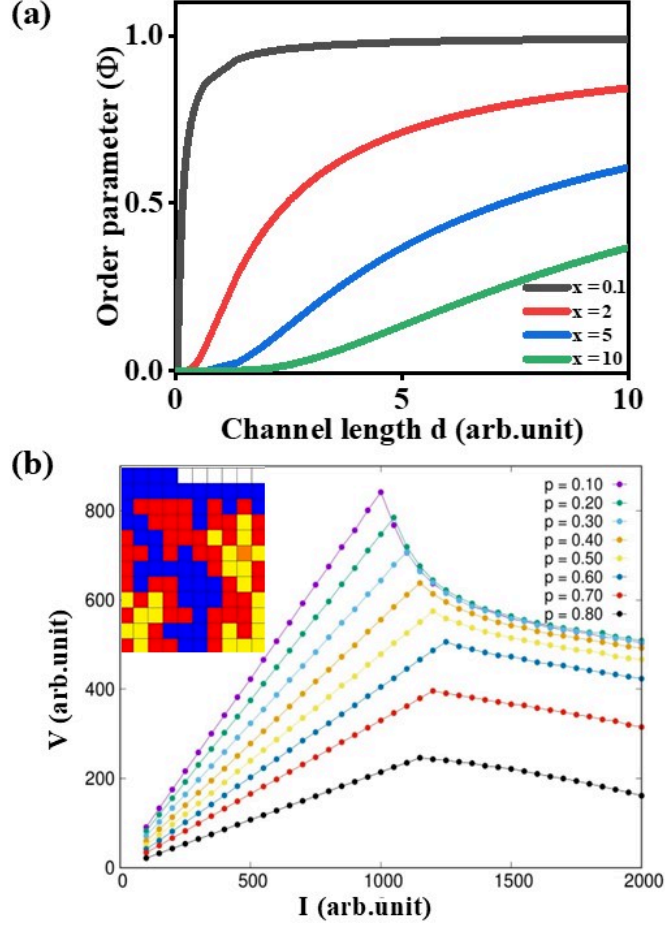 (a)
Order parameter (Φ)
1.0
0.5
0.0
x = 0.1
x = 2
x = 5
x = 10
0
5
10
Channel length d (arb.unit)
(b)
V (arb.unit)
800
600
400
200
0
p = 0.10
p = 0.20
p = 0.30
p = 0.40
p = 0.50
p = 0.60
p = 0.70
p = 0.80
0
500
1000
1500
2000
I (arb.unit)